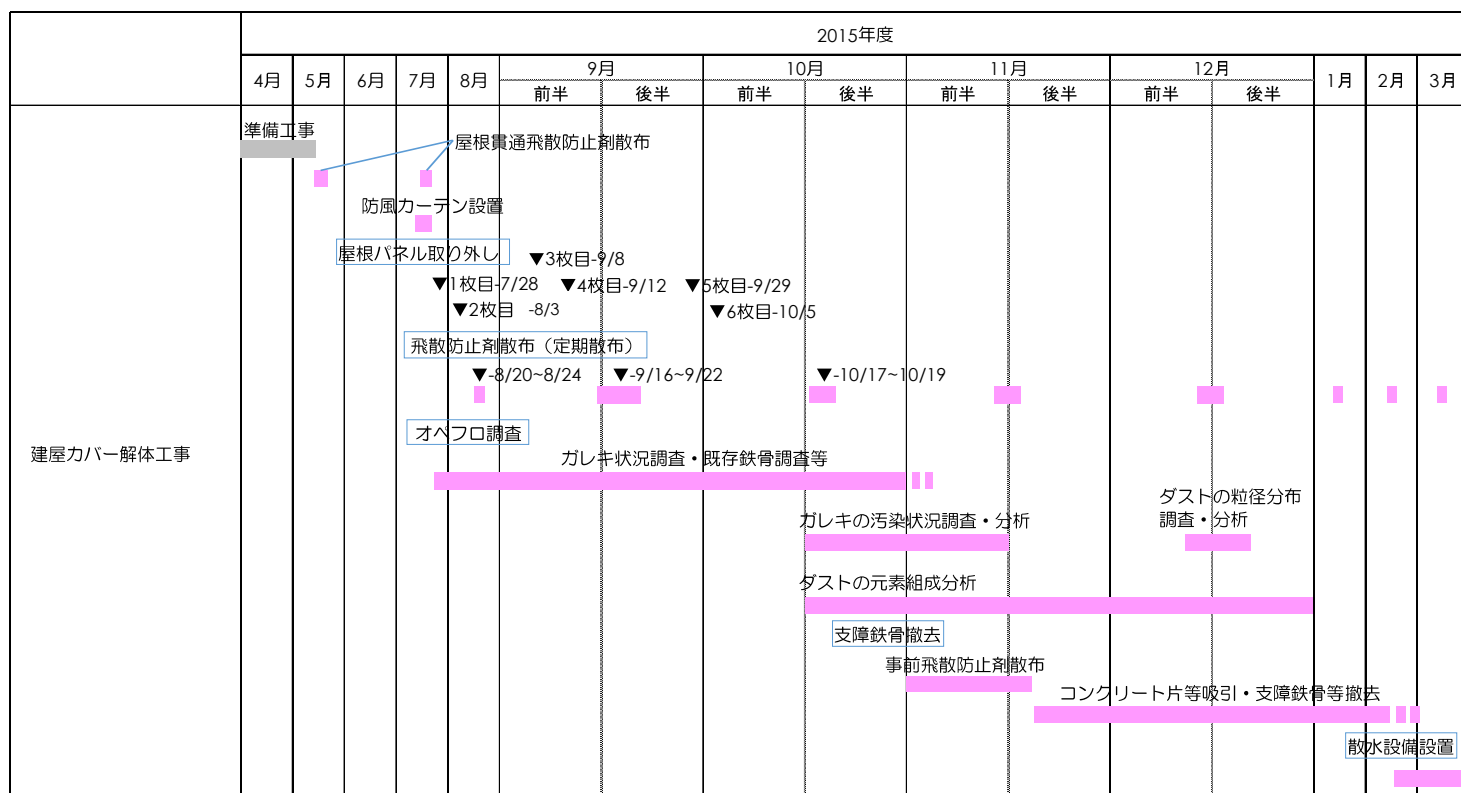 2015年度
4月 5月 6月 7月 8月 9月 10月 11月 12月 1月 2月 3月
前半 後半 前半 後半 前半 後半 前半 後半
準備工事
屋根貫通飛散防止剤散布
防風カーテン設置
屋根パネル取り外し
▼3枚目-9/8
▼1枚目-7/28 ▼4枚目-9/12 ▼5枚目-9/29
▼2枚目 -8/3 ▼6枚目-10/5
飛散防止剤散布（定期散布）
▼-8/20~8/24 ▼-9/16~9/22 ▼-10/17~10/19
オペフロ調査
建屋カバー解体工事
ガレキ状況調査・既存鉄骨調査等
ダストの粒径分布
調査・分析
ガレキの汚染状況調査・分析
ダストの元素組成分析
支障鉄骨撤去
事前飛散防止剤散布
コンクリート片等吸引・支障鉄骨等撤去
散水設備設置